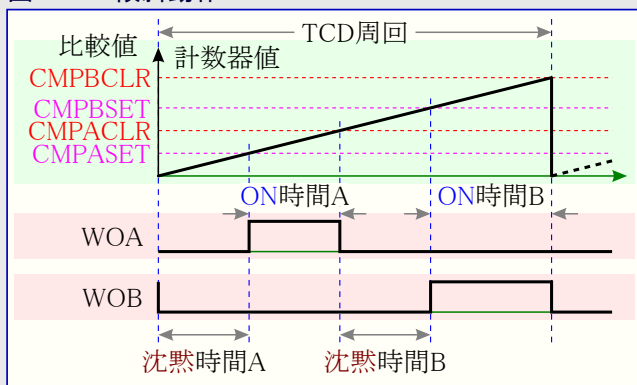 TCD周回
比較値
計数器値
CMPBCLR
CMPBSET
CMPACLR
CMPASET
ON時間A
ON時間B
WOA
WOB
沈黙時間A
沈黙時間B